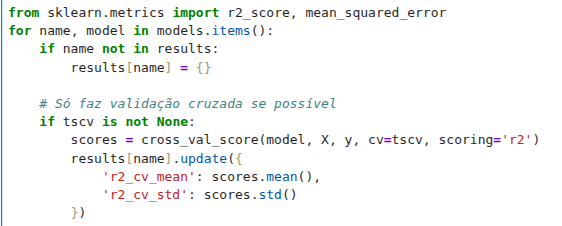 from sklearn.metrics import r2_score, mean_squared_error
for name, model in models.items():
    if name not in results:
        results[name] = {}

    # Só faz validação cruzada se possível
    if tscv is not None:
        scores = cross_val_score(model, X, y, cv=tscv, scoring='r2')
        results[name].update({
            'r2_cv_mean': scores.mean(),
            'r2_cv_std': scores.std()
        })